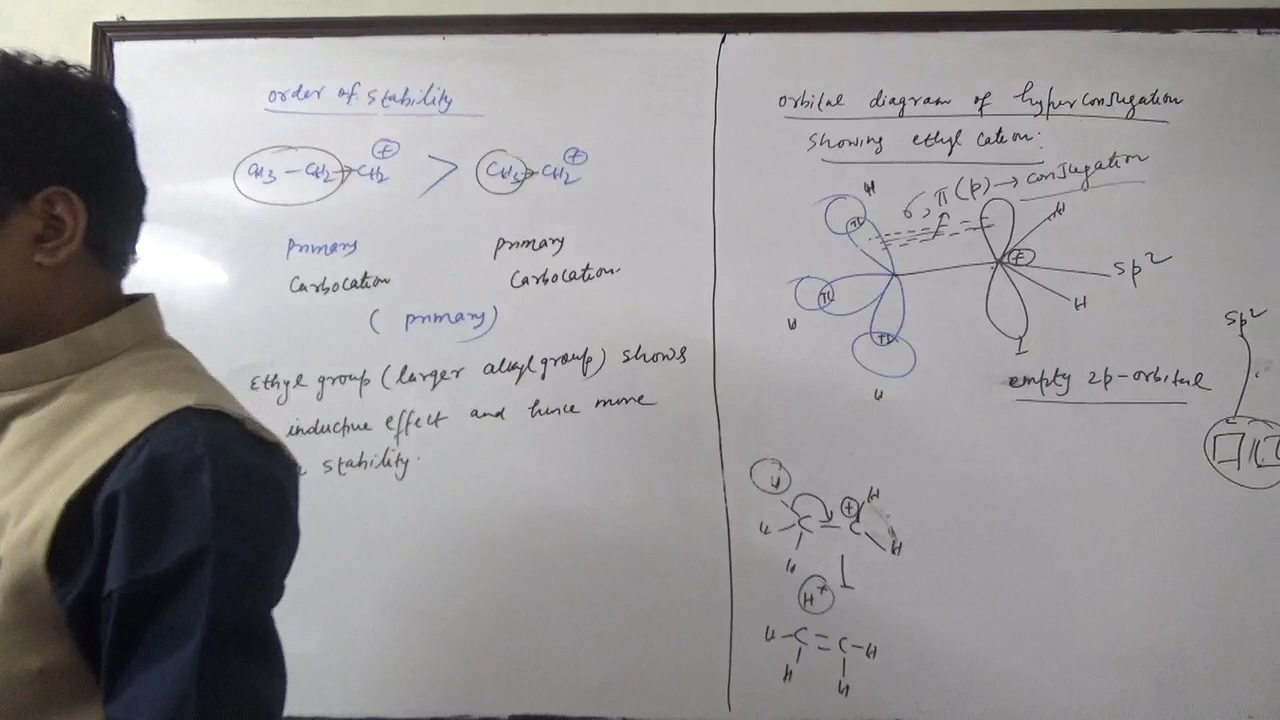 order of stability
CH3 - CH2 → CH2 + > CH3 → CH2 +
primary primary
Carbocation Carbocation
(primary)
Ethyl group (larger alkyl group) shows
inductive effect and hence more
stability.
orbital diagram of hyperconjugation
showing ethyl cation:
σ, π (p) → conjugation
H
H
+
sp2
H
H
H
empty 2p-orbital
sp2
H
H
H C = C + H
H
H+
H - C = C - H
H H